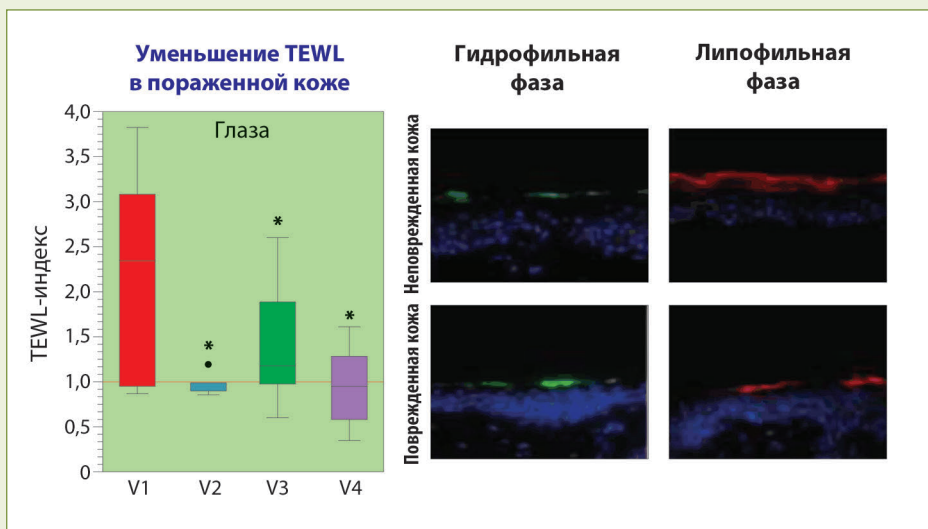 Уменьшение TEWL
в пораженной коже
Глаза
TEWL-индекс
4,0
3,5
3,0
2,5
2,0
1,5
1,0
0,5
0
*
*
*
V1
V2
V3
V4
Гидрофильная
фаза
Липофильная
фаза
Неповрежденная кожа
Поврежденная кожа